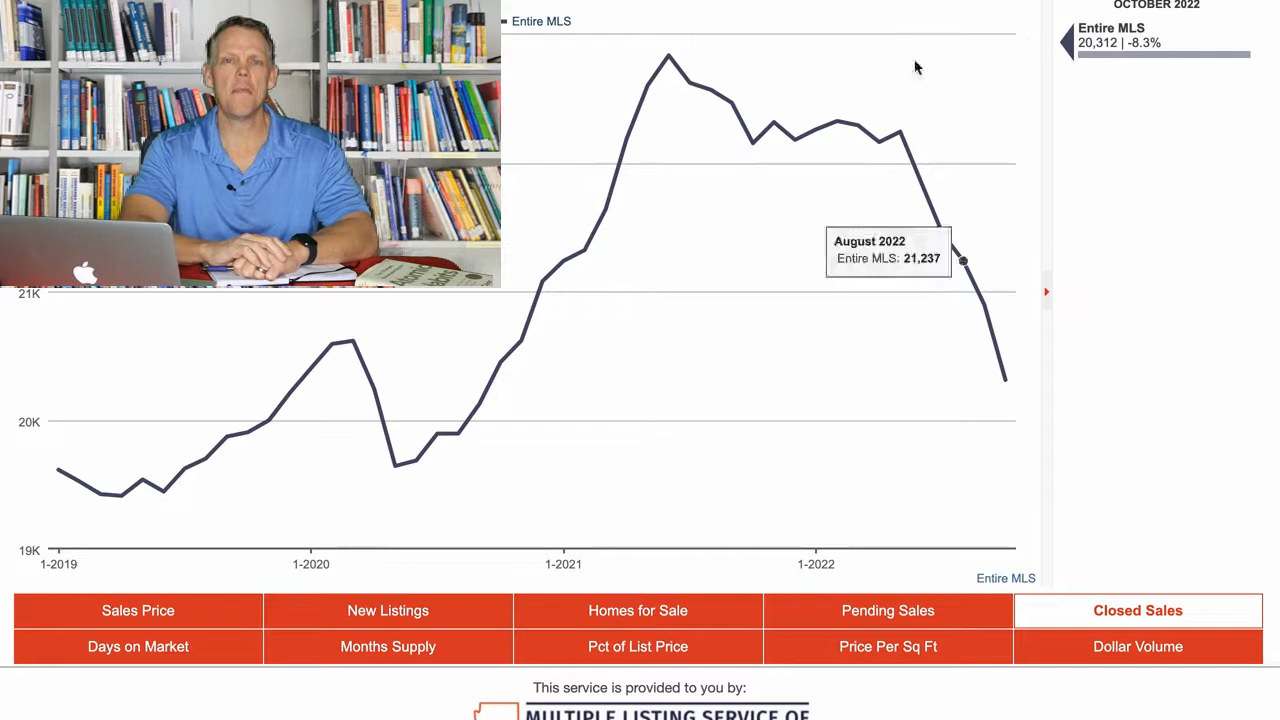 OCTOBER 2022
Entire MLS
Entire MLS
20,312 | -8.3%
August 2022
Entire MLS: 21,237
Atomic
Habits
21K
20K
19K
1-2019
1-2020
1-2021
1-2022
Entire MLS
Sales Price
New Listings
Homes for Sale
Pending Sales
Closed Sales
Days on Market
Months Supply
Pct of List Price
Price Per Sq Ft
Dollar Volume
This service is provided to you by:
MULTIPLE LISTING SERVICE OF